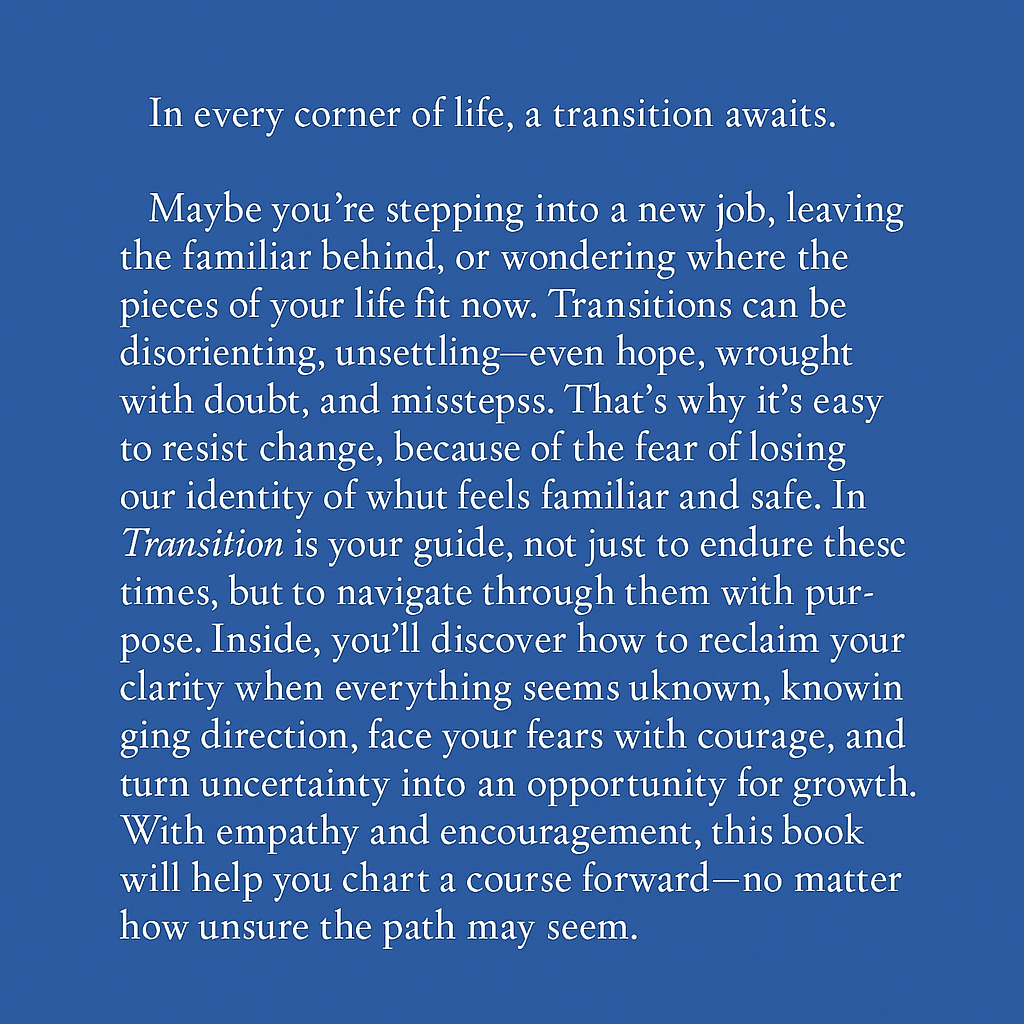 In every corner of life, a transition awaits.
Maybe you’re stepping into a new job, leaving
the familiar behind, or wondering where the
pieces of your life fit now. Transitions can be
disorienting, unsettling—even hope, wrought
with doubt, and misstepss. That’s why it’s easy
to resist change, because of the fear of losing
our identity of whut feels familiar and safe. In
Transition is your guide, not just to endure thesc
times, but to navigate through them with pur-
pose. Inside, you’ll discover how to reclaim your
clarity when everything seems uknown, knowin
ging direction, face your fears with courage, and
turn uncertainty into an opportunity for growth.
With empathy and encouragement, this book
will help you chart a course forward—no matter
how unsure the path may seem.